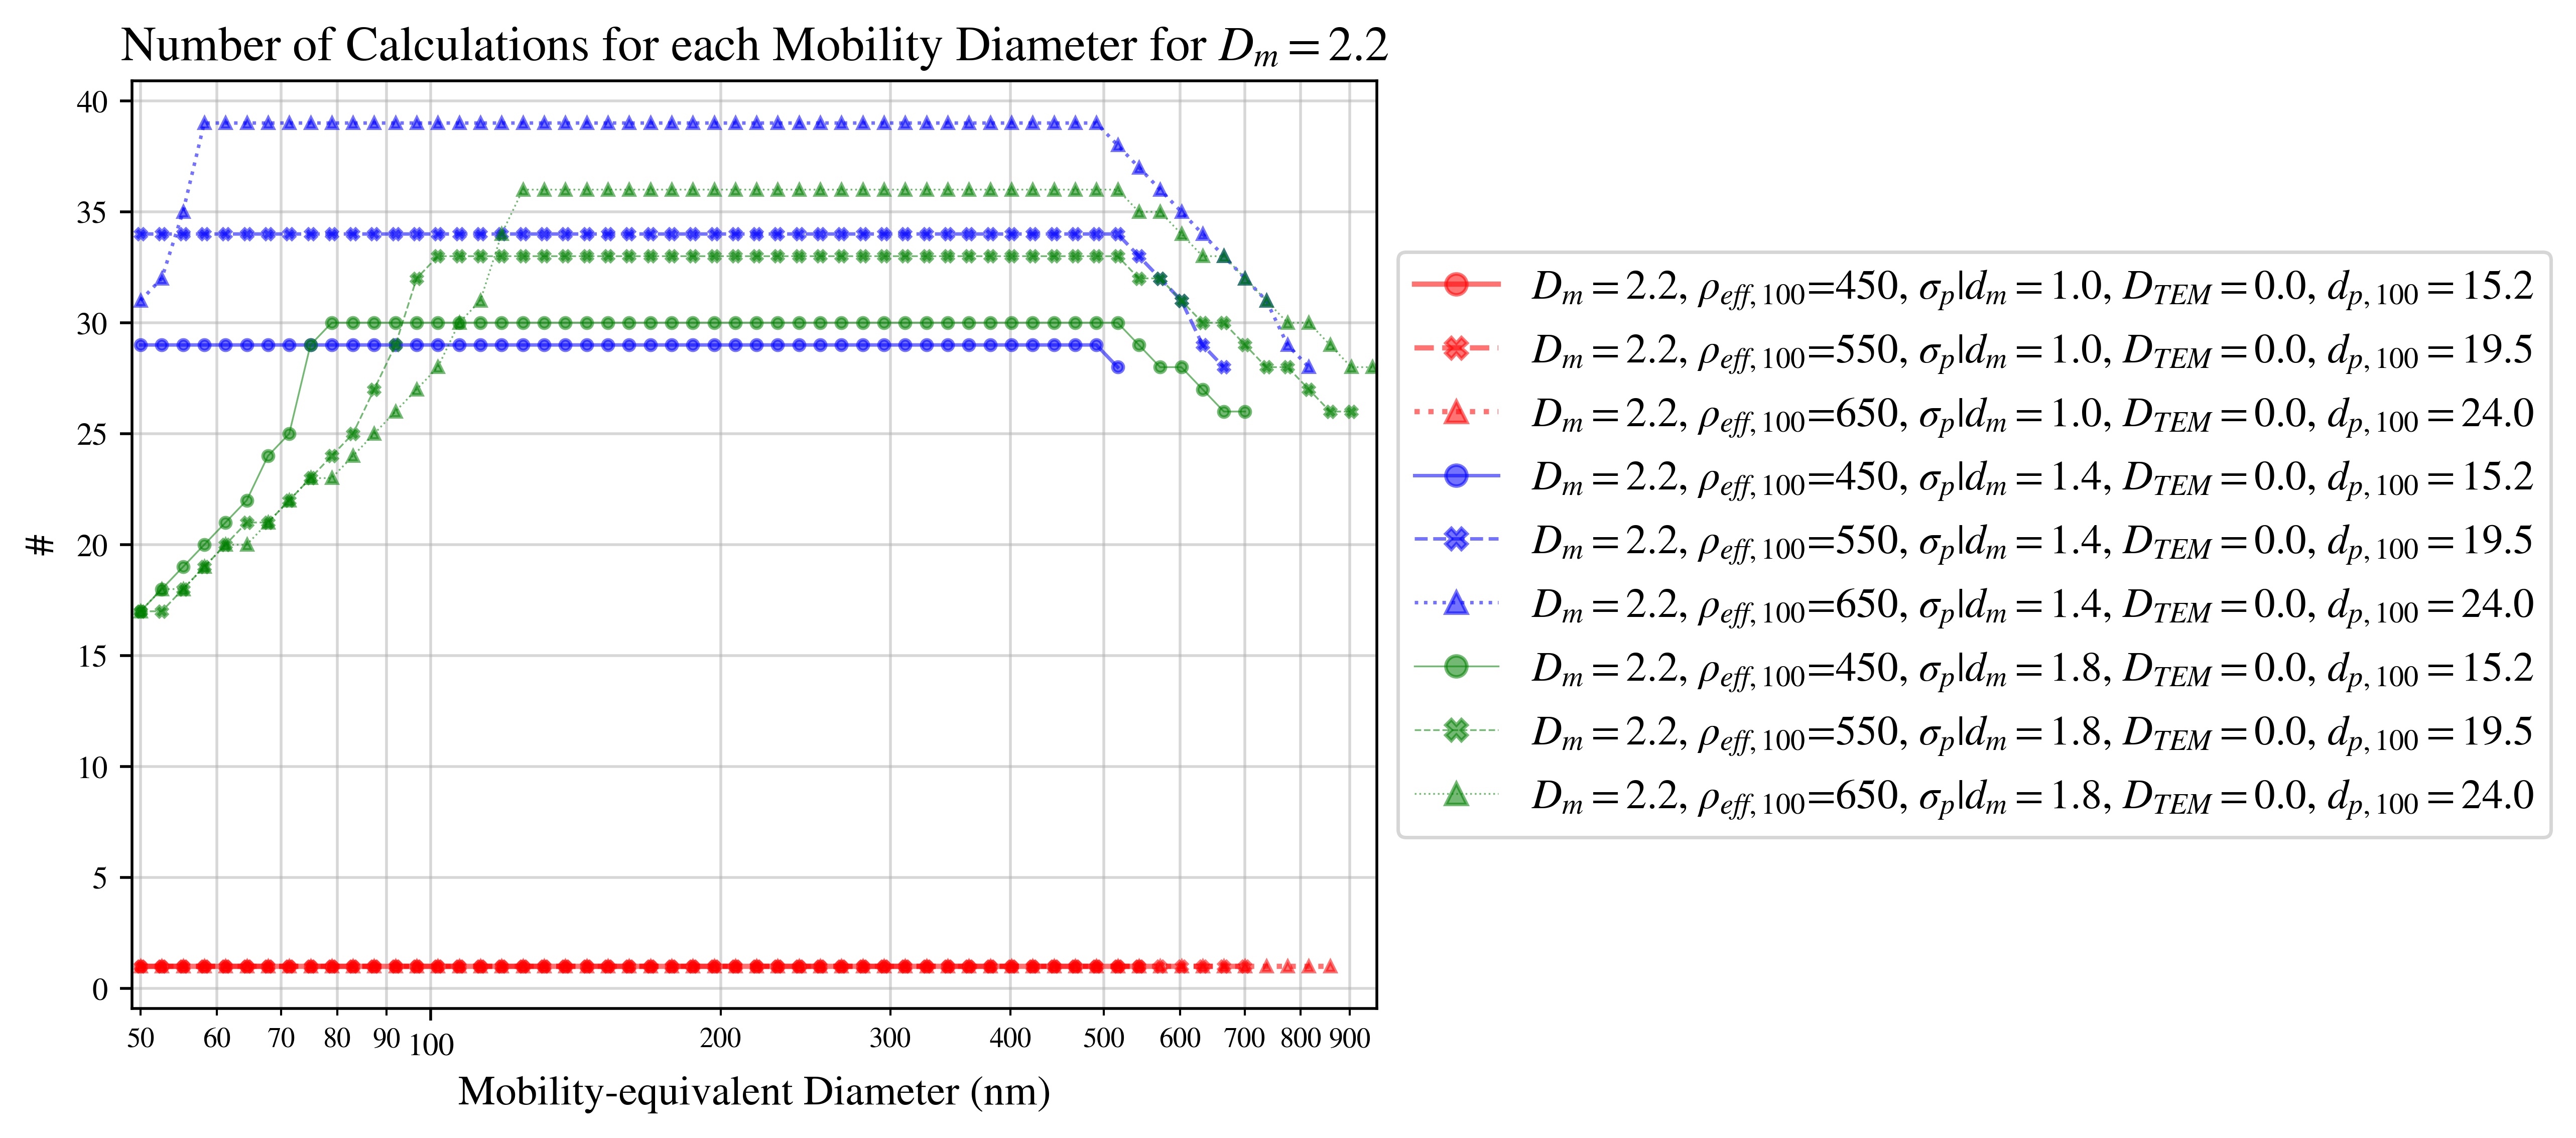 Number of Calculations for each Mobility Diameter for D_m = 2.2
40
35
30
25
20
15
10
5
0
#
50 60 70 80 90 100 200 300 400 500 600 700 800 900
Mobility-equivalent Diameter (nm)
D_m = 2.2, ρ_eff,100=450, σ_p|d_m = 1.0, D_TEM = 0.0, d_p,100 = 15.2
D_m = 2.2, ρ_eff,100=550, σ_p|d_m = 1.0, D_TEM = 0.0, d_p,100 = 19.5
D_m = 2.2, ρ_eff,100=650, σ_p|d_m = 1.0, D_TEM = 0.0, d_p,100 = 24.0
D_m = 2.2, ρ_eff,100=450, σ_p|d_m = 1.4, D_TEM = 0.0, d_p,100 = 15.2
D_m = 2.2, ρ_eff,100=550, σ_p|d_m = 1.4, D_TEM = 0.0, d_p,100 = 19.5
D_m = 2.2, ρ_eff,100=650, σ_p|d_m = 1.4, D_TEM = 0.0, d_p,100 = 24.0
D_m = 2.2, ρ_eff,100=450, σ_p|d_m = 1.8, D_TEM = 0.0, d_p,100 = 15.2
D_m = 2.2, ρ_eff,100=550, σ_p|d_m = 1.8, D_TEM = 0.0, d_p,100 = 19.5
D_m = 2.2, ρ_eff,100=650, σ_p|d_m = 1.8, D_TEM = 0.0, d_p,100 = 24.0